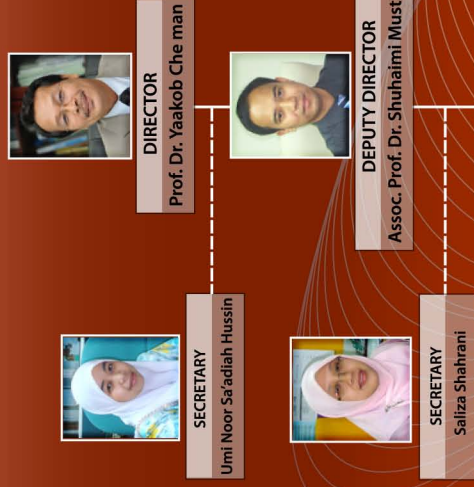 DIRECTOR
Prof. Dr. Yaakob Che man
SECRETARY
Umi Noor Sa'adiah Hussin
DEPUTY DIRECTOR
Assoc. Prof. Dr. Shuhaimi Must
SECRETARY
Saliza Shahrani